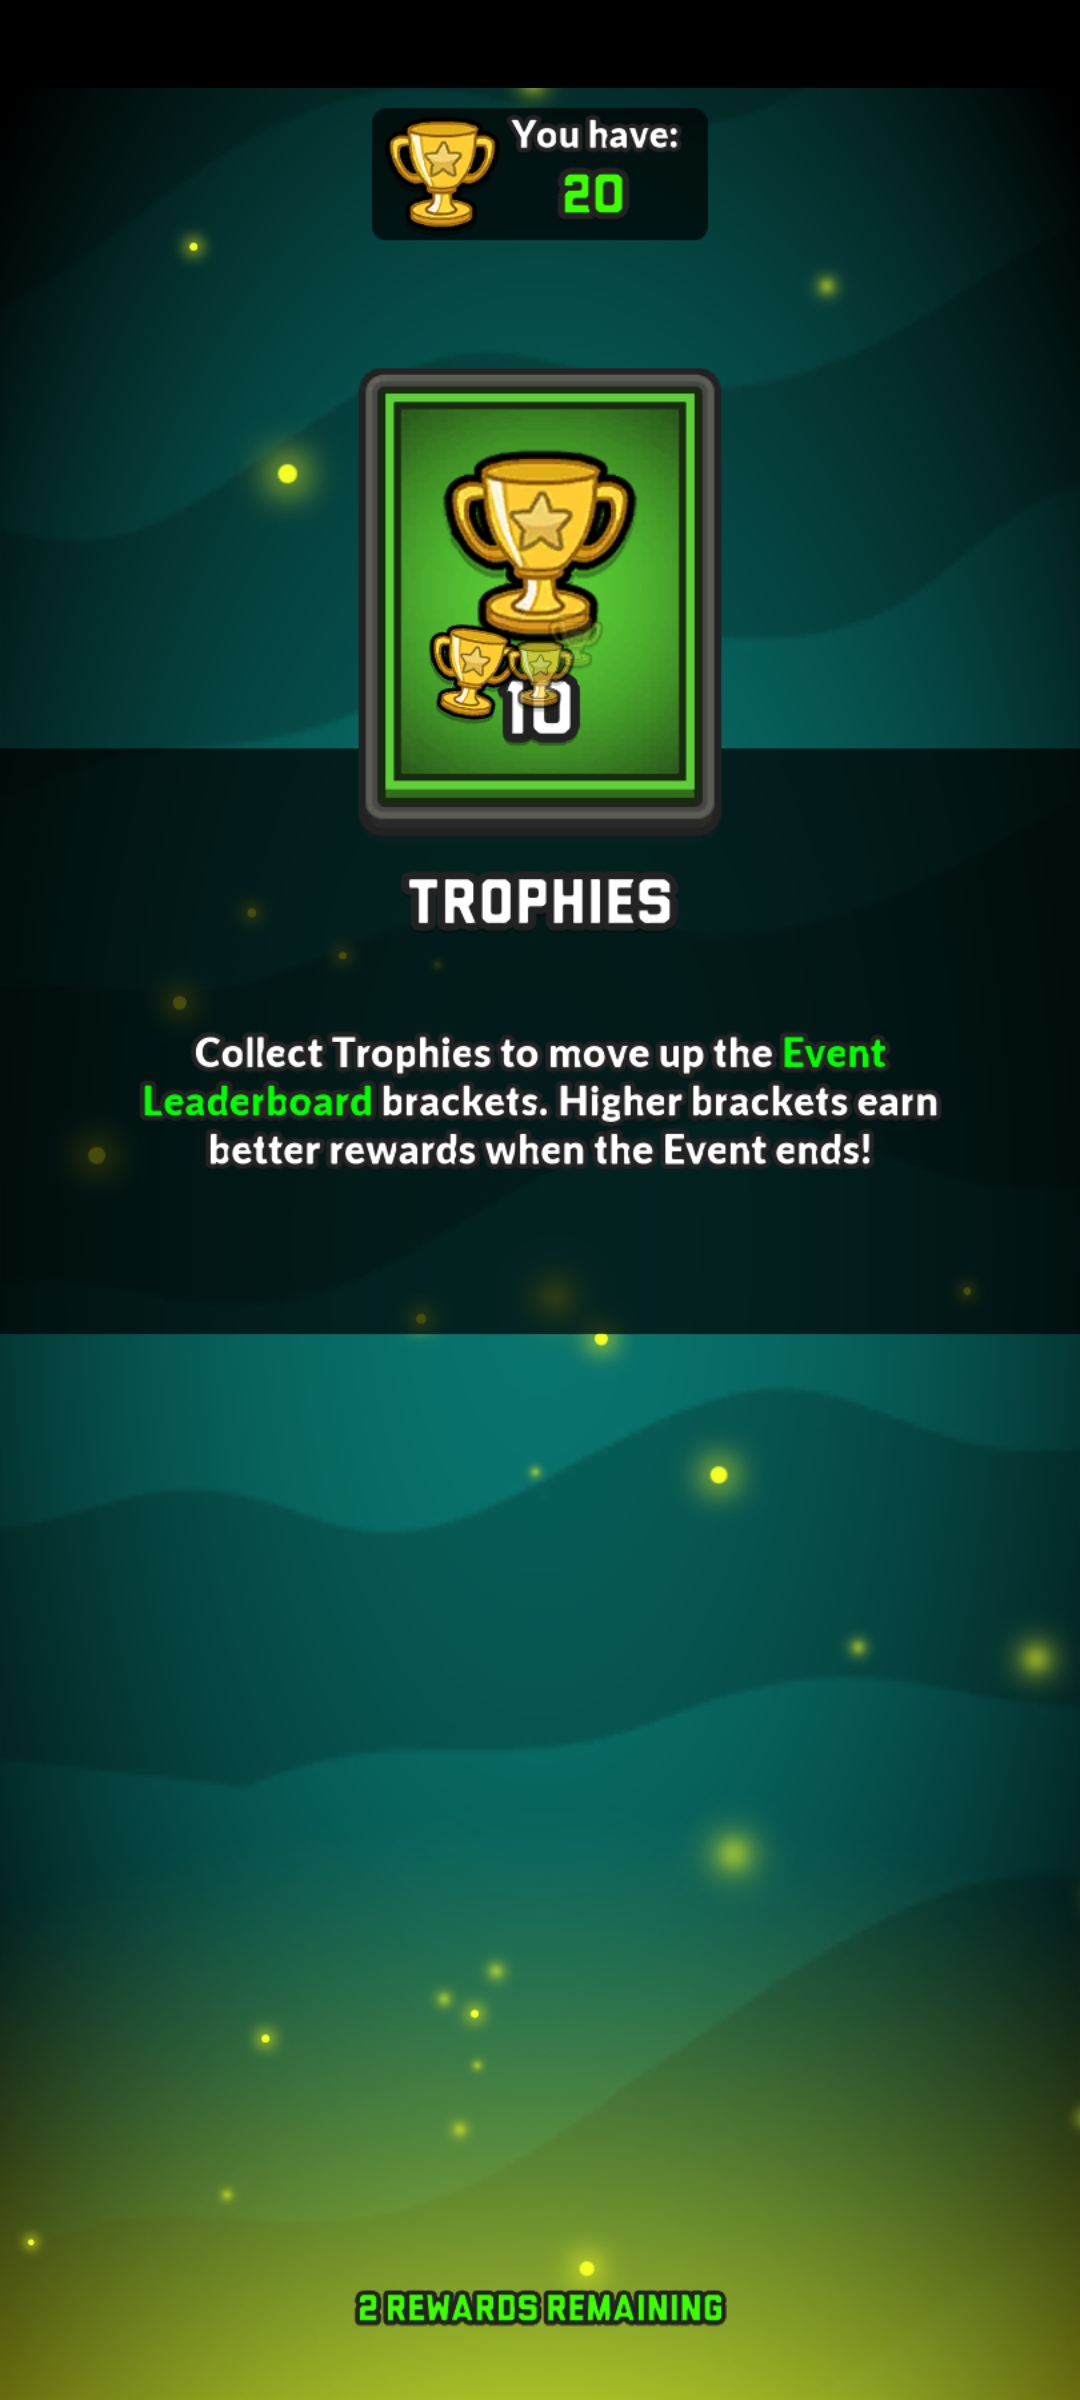 You have:
20
10
TROPHIES
Collect Trophies to move up the Event
Leaderboard brackets. Higher brackets earn
better rewards when the Event ends!
2 REWARDS REMAINING